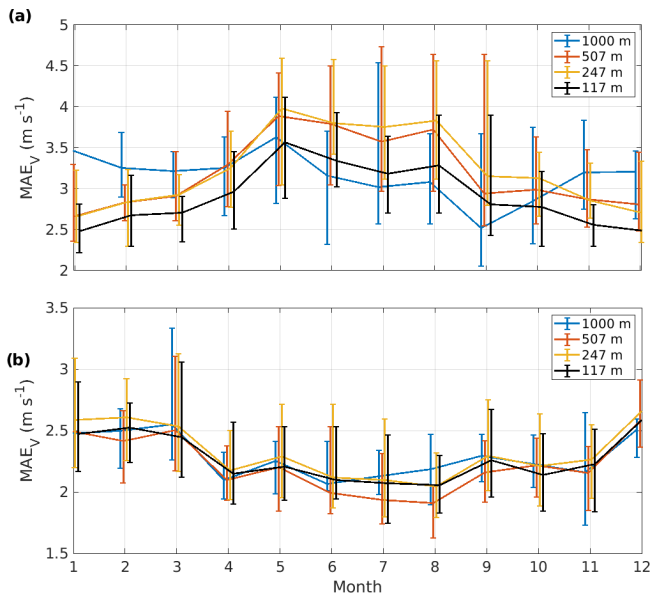 (a)
MAE_V (m s⁻¹)
5
4.5
4
3.5
3
2.5
2
1000 m
507 m
247 m
117 m
(b)
MAE_V (m s⁻¹)
3.5
3
2.5
2
1.5
1000 m
507 m
247 m
117 m
1 2 3 4 5 6 7 8 9 10 11 12
Month